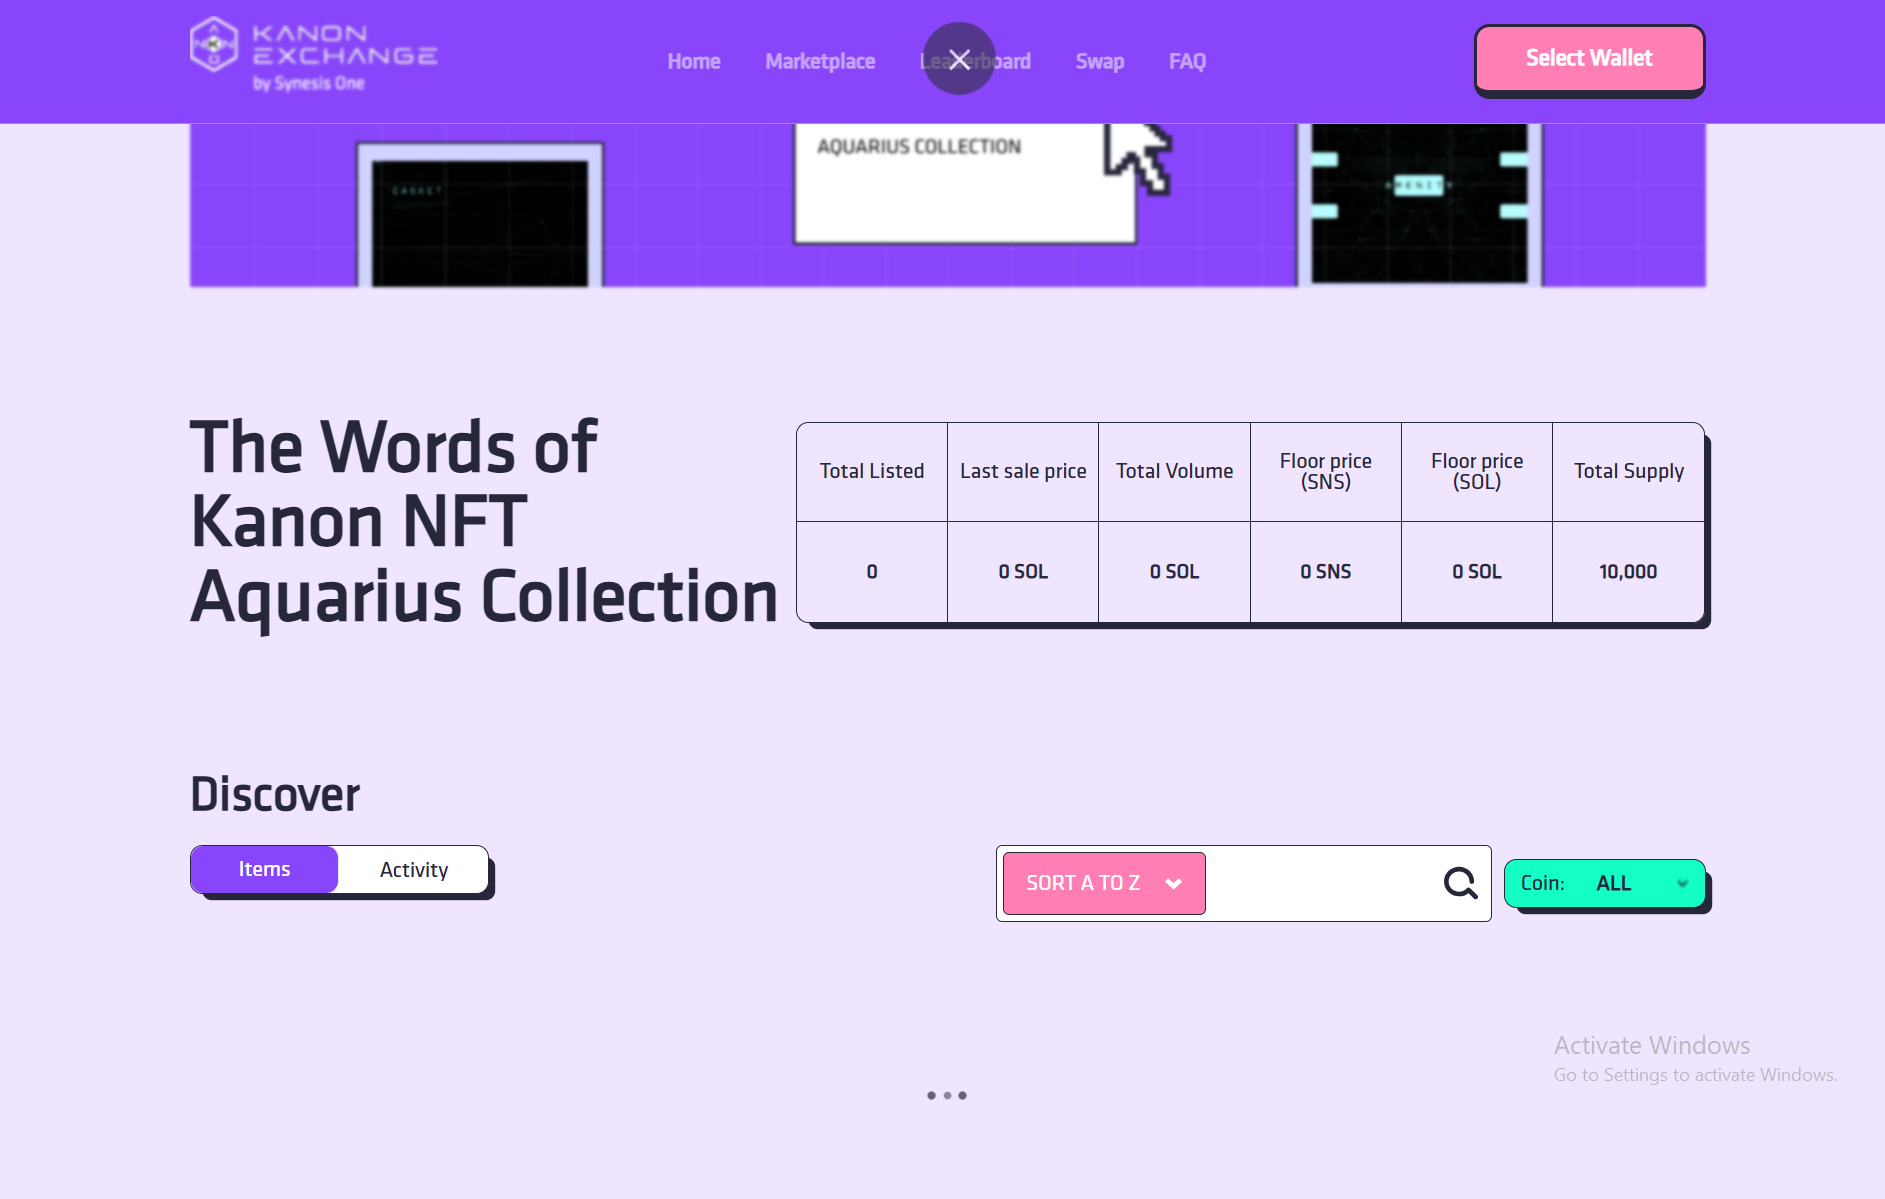 KANON
EXCHANGE
by Synesis One
Home
Marketplace
Leaderboard
Swap
FAQ
Select Wallet
CASKET
AQUARIUS COLLECTION
AMENITY
The Words of
Kanon NFT
Aquarius Collection
Total Listed
Last sale price
Total Volume
Floor price
(SNS)
Floor price
(SOL)
Total Supply
0
0 SOL
0 SOL
0 SNS
0 SOL
10,000
Discover
Items
Activity
SORT A TO Z
Coin:
ALL
Activate Windows
Go to Settings to activate Windows.